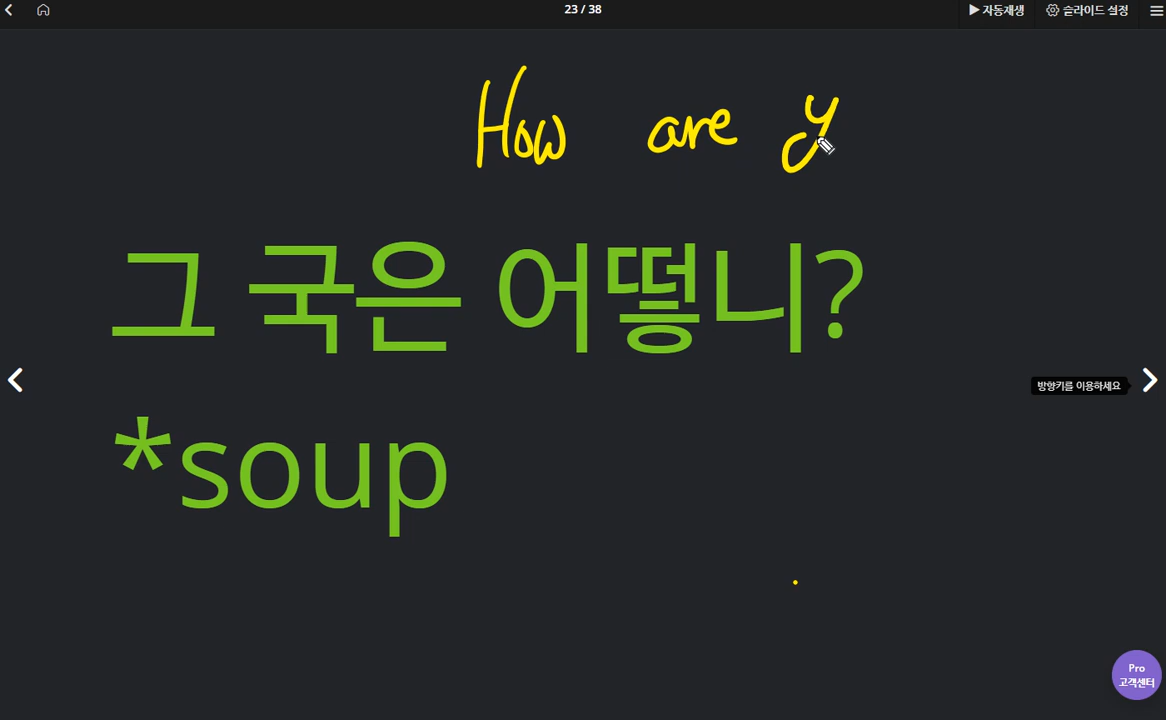 23 / 38
▶ 자동재생
슬라이드 설정
How are y
그 국은 어떻니?
방향키를 이용하세요
*soup
Pro
고객센터